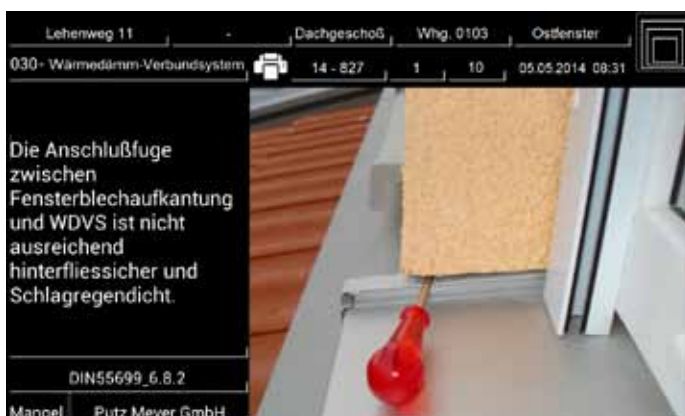 Lehenweg 11 - Dachgeschoß Whg. 0103 Ostfenster
030- Wärmedämm-Verbundsystem 14 - 827 1 10 05.05.2014 08:31
Die Anschlußfuge
zwischen
Fensterblechaufkantung
und WDVS ist nicht
ausreichend
hinterfliessicher und
Schlagregendicht.
DIN55699_6.8.2
Mangel Putz Meyer GmbH